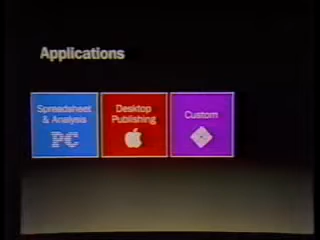 Applications
Spreadsheet
& Analysis
PC
Desktop
Publishing
Custom